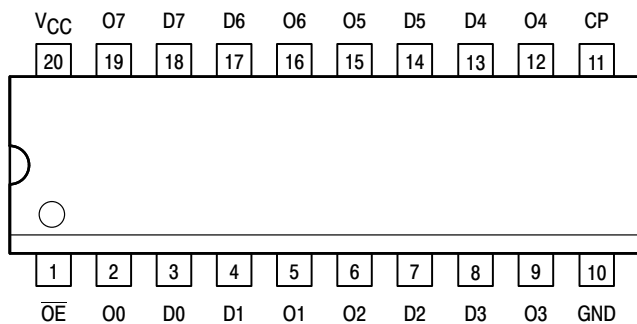 VCC O7 D7 D6 O6 O5 D5 D4 O4 CP
20 19 18 17 16 15 14 13 12 11
1 2 3 4 5 6 7 8 9 10
O̅E̅ O0 D0 D1 O1 O2 D2 D3 O3 GND